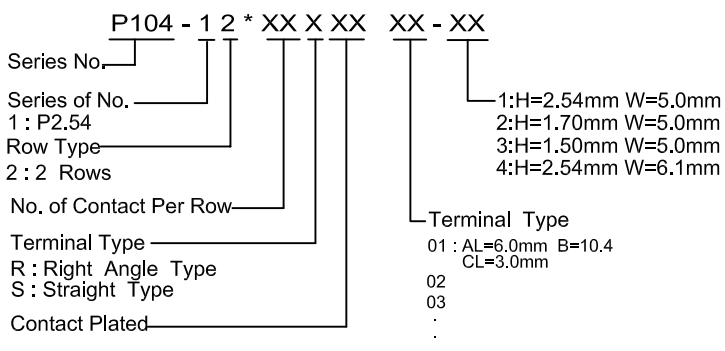 P104 - 1 2 * XX X XX XX - XX
Series No.
Series of No.
1 : P2.54
Row Type
2 : 2 Rows
No. of Contact Per Row
Terminal Type
R : Right Angle Type
S : Straight Type
Contact Plated
1:H=2.54mm W=5.0mm
2:H=1.70mm W=5.0mm
3:H=1.50mm W=5.0mm
4:H=2.54mm W=6.1mm
Terminal Type
01 : AL=6.0mm B=10.4
CL=3.0mm
02
03
.
.